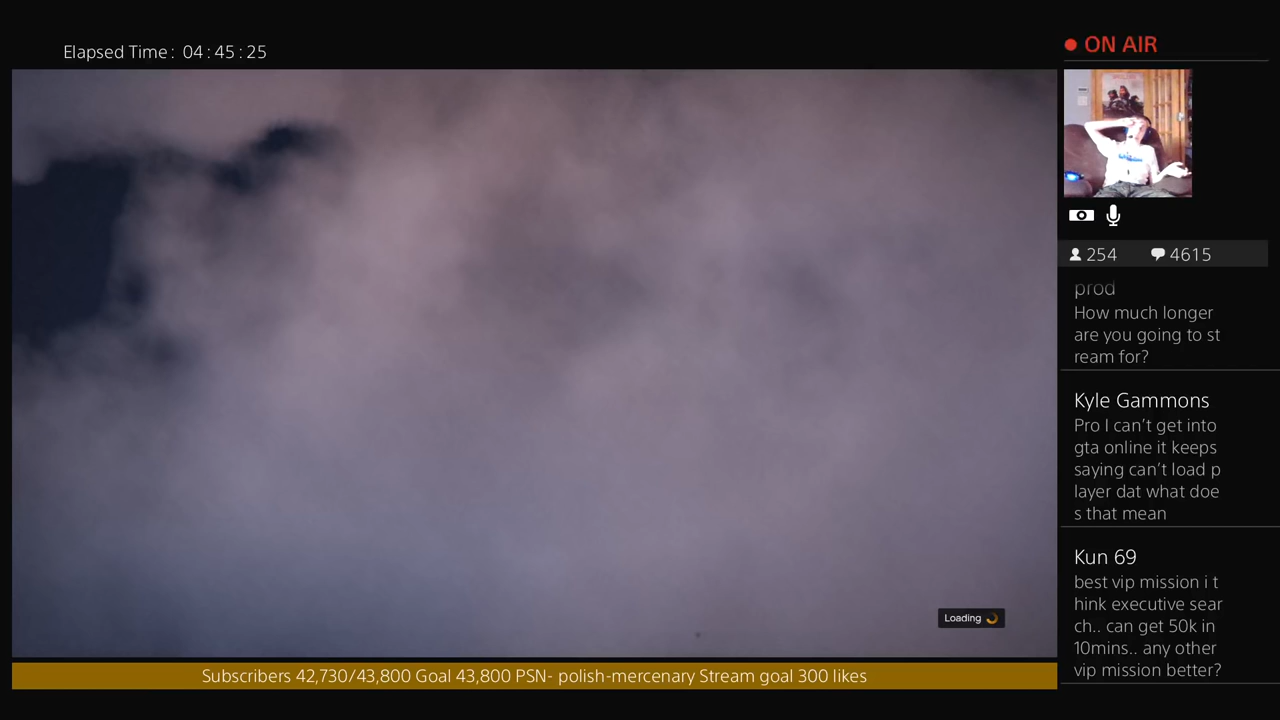 Elapsed Time: 04:45:25
ON AIR
254 4615
prod
How much longer
are you going to st
ream for?
Kyle Gammons
Pro I can't get into
gta online it keeps
saying can't load p
layer dat what doe
s that mean
Kun 69
best vip mission i t
hink executive sear
ch.. can get 50k in
10mins.. any other
vip mission better?
Loading
Subscribers 42,730/43,800 Goal 43,800 PSN- polish-mercenary Stream goal 300 likes